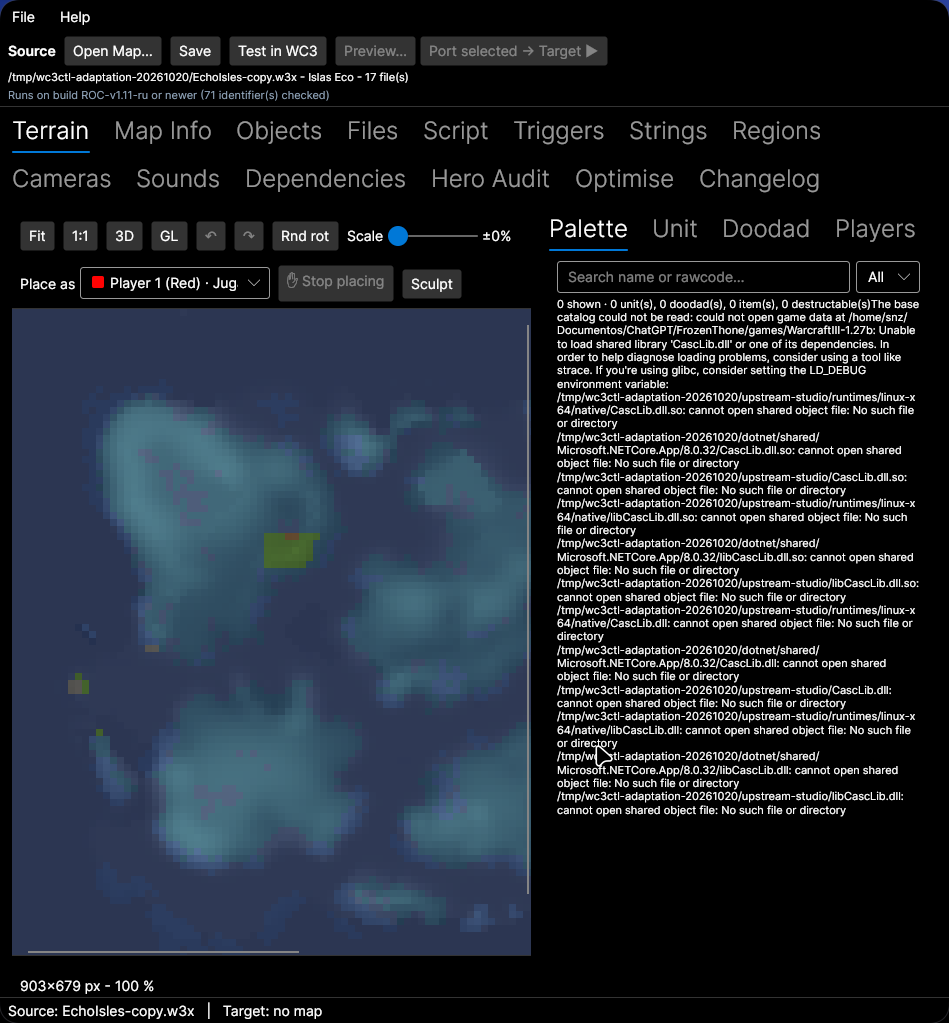 File Help
Source Open Map... Save Test in WC3 Preview... Port selected → Target ▶
/tmp/wc3ctl-adaptation-20261020/EchoIsles-copy.w3x - Islas Eco - 17 file(s)
Runs on build ROC-v1.11-ru or newer (71 identifier(s) checked)
Terrain Map Info Objects Files Script Triggers Strings Regions
Cameras Sounds Dependencies Hero Audit Optimise Changelog
Fit 1:1 3D GL ↶ ↷ Rnd rot Scale ±0%
Place as Player 1 (Red) · Jug Stop placing Sculpt
903×679 px - 100 %
Palette Unit Doodad Players
Search name or rawcode... All
0 shown · 0 unit(s), 0 doodad(s), 0 item(s), 0 destructable(s)The base
catalog could not be read: could not open game data at /home/snz/
Documentos/ChatGPT/FrozenThone/games/WarcraftIII-1.27b: Unable
to load shared library 'CascLib.dll' or one of its dependencies. In
order to help diagnose loading problems, consider using a tool like
strace. If you're using glibc, consider setting the LD_DEBUG
environment variable:
/tmp/wc3ctl-adaptation-20261020/upstream-studio/runtimes/linux-x
64/native/CascLib.dll.so: cannot open shared object file: No such file
or directory
/tmp/wc3ctl-adaptation-20261020/dotnet/shared/
Microsoft.NETCore.App/8.0.32/CascLib.dll.so: cannot open shared
object file: No such file or directory
/tmp/wc3ctl-adaptation-20261020/upstream-studio/CascLib.dll.so:
cannot open shared object file: No such file or directory
/tmp/wc3ctl-adaptation-20261020/upstream-studio/runtimes/linux-x
64/native/libCascLib.dll.so: cannot open shared object file: No such
file or directory
/tmp/wc3ctl-adaptation-20261020/dotnet/shared/
Microsoft.NETCore.App/8.0.32/libCascLib.dll.so: cannot open shared
object file: No such file or directory
/tmp/wc3ctl-adaptation-20261020/upstream-studio/libCascLib.dll.so:
cannot open shared object file: No such file or directory
/tmp/wc3ctl-adaptation-20261020/upstream-studio/runtimes/linux-x
64/native/CascLib.dll: cannot open shared object file: No such file or
directory
/tmp/wc3ctl-adaptation-20261020/dotnet/shared/
Microsoft.NETCore.App/8.0.32/CascLib.dll: cannot open shared
object file: No such file or directory
/tmp/wc3ctl-adaptation-20261020/upstream-studio/CascLib.dll:
cannot open shared object file: No such file or directory
/tmp/wc3ctl-adaptation-20261020/upstream-studio/runtimes/linux-x
64/native/libCascLib.dll: cannot open shared object file: No such file
or directory
/tmp/wc3ctl-adaptation-20261020/dotnet/shared/
Microsoft.NETCore.App/8.0.32/libCascLib.dll: cannot open shared
object file: No such file or directory
/tmp/wc3ctl-adaptation-20261020/upstream-studio/libCascLib.dll:
cannot open shared object file: No such file or directory
Source: EchoIsles-copy.w3x | Target: no map